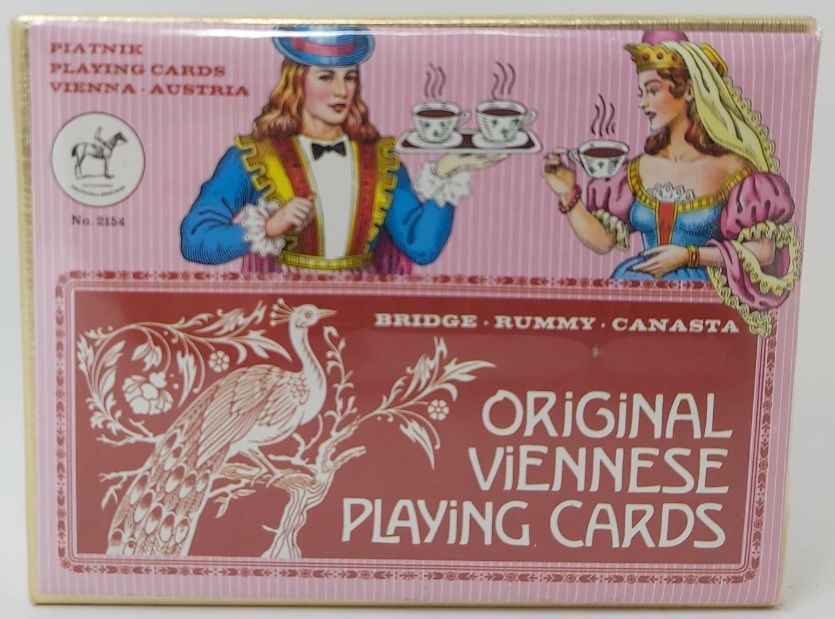 PIATNIK
PLAYING CARDS
VIENNA · AUSTRIA
No. 2154
BRIDGE · RUMMY · CANASTA
ORiGiNAL
ViENNESE
PLAYiNG CARDS